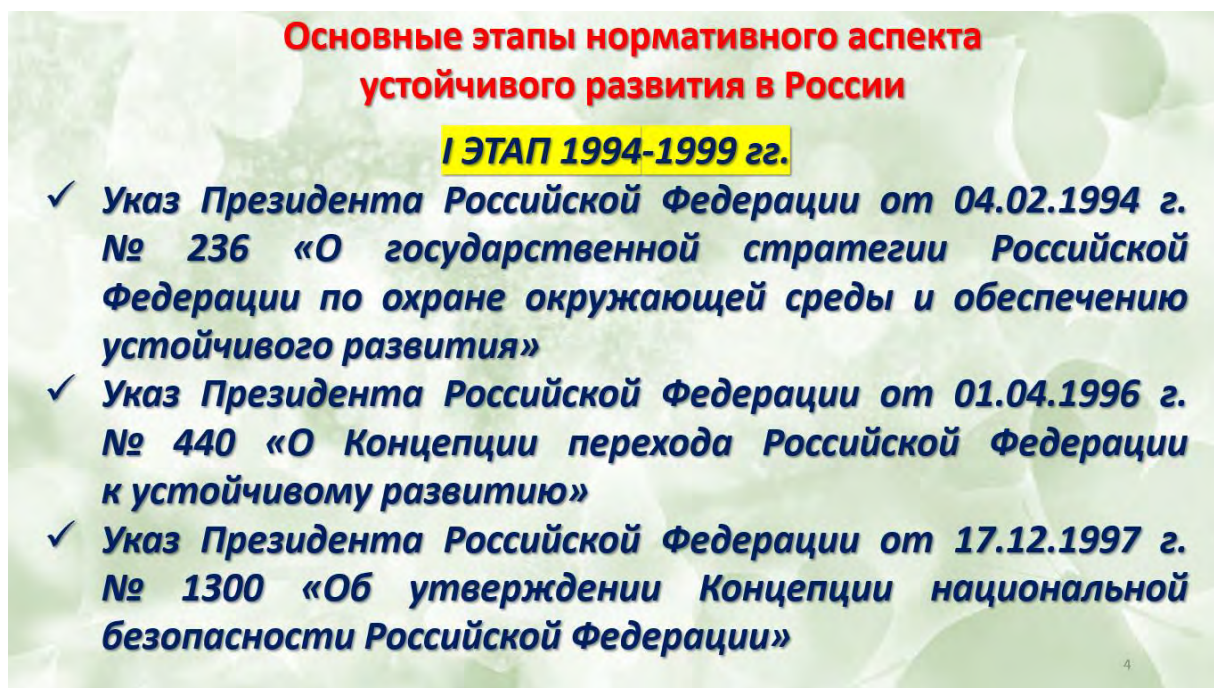 Основные этапы нормативного аспекта
устойчивого развития в России
I ЭТАП 1994-1999 гг.
✓ Указ Президента Российской Федерации от 04.02.1994 г.
№ 236 «О государственной стратегии Российской
Федерации по охране окружающей среды и обеспечению
устойчивого развития»
✓ Указ Президента Российской Федерации от 01.04.1996 г.
№ 440 «О Концепции перехода Российской Федерации
к устойчивому развитию»
✓ Указ Президента Российской Федерации от 17.12.1997 г.
№ 1300 «Об утверждении Концепции национальной
безопасности Российской Федерации»
4